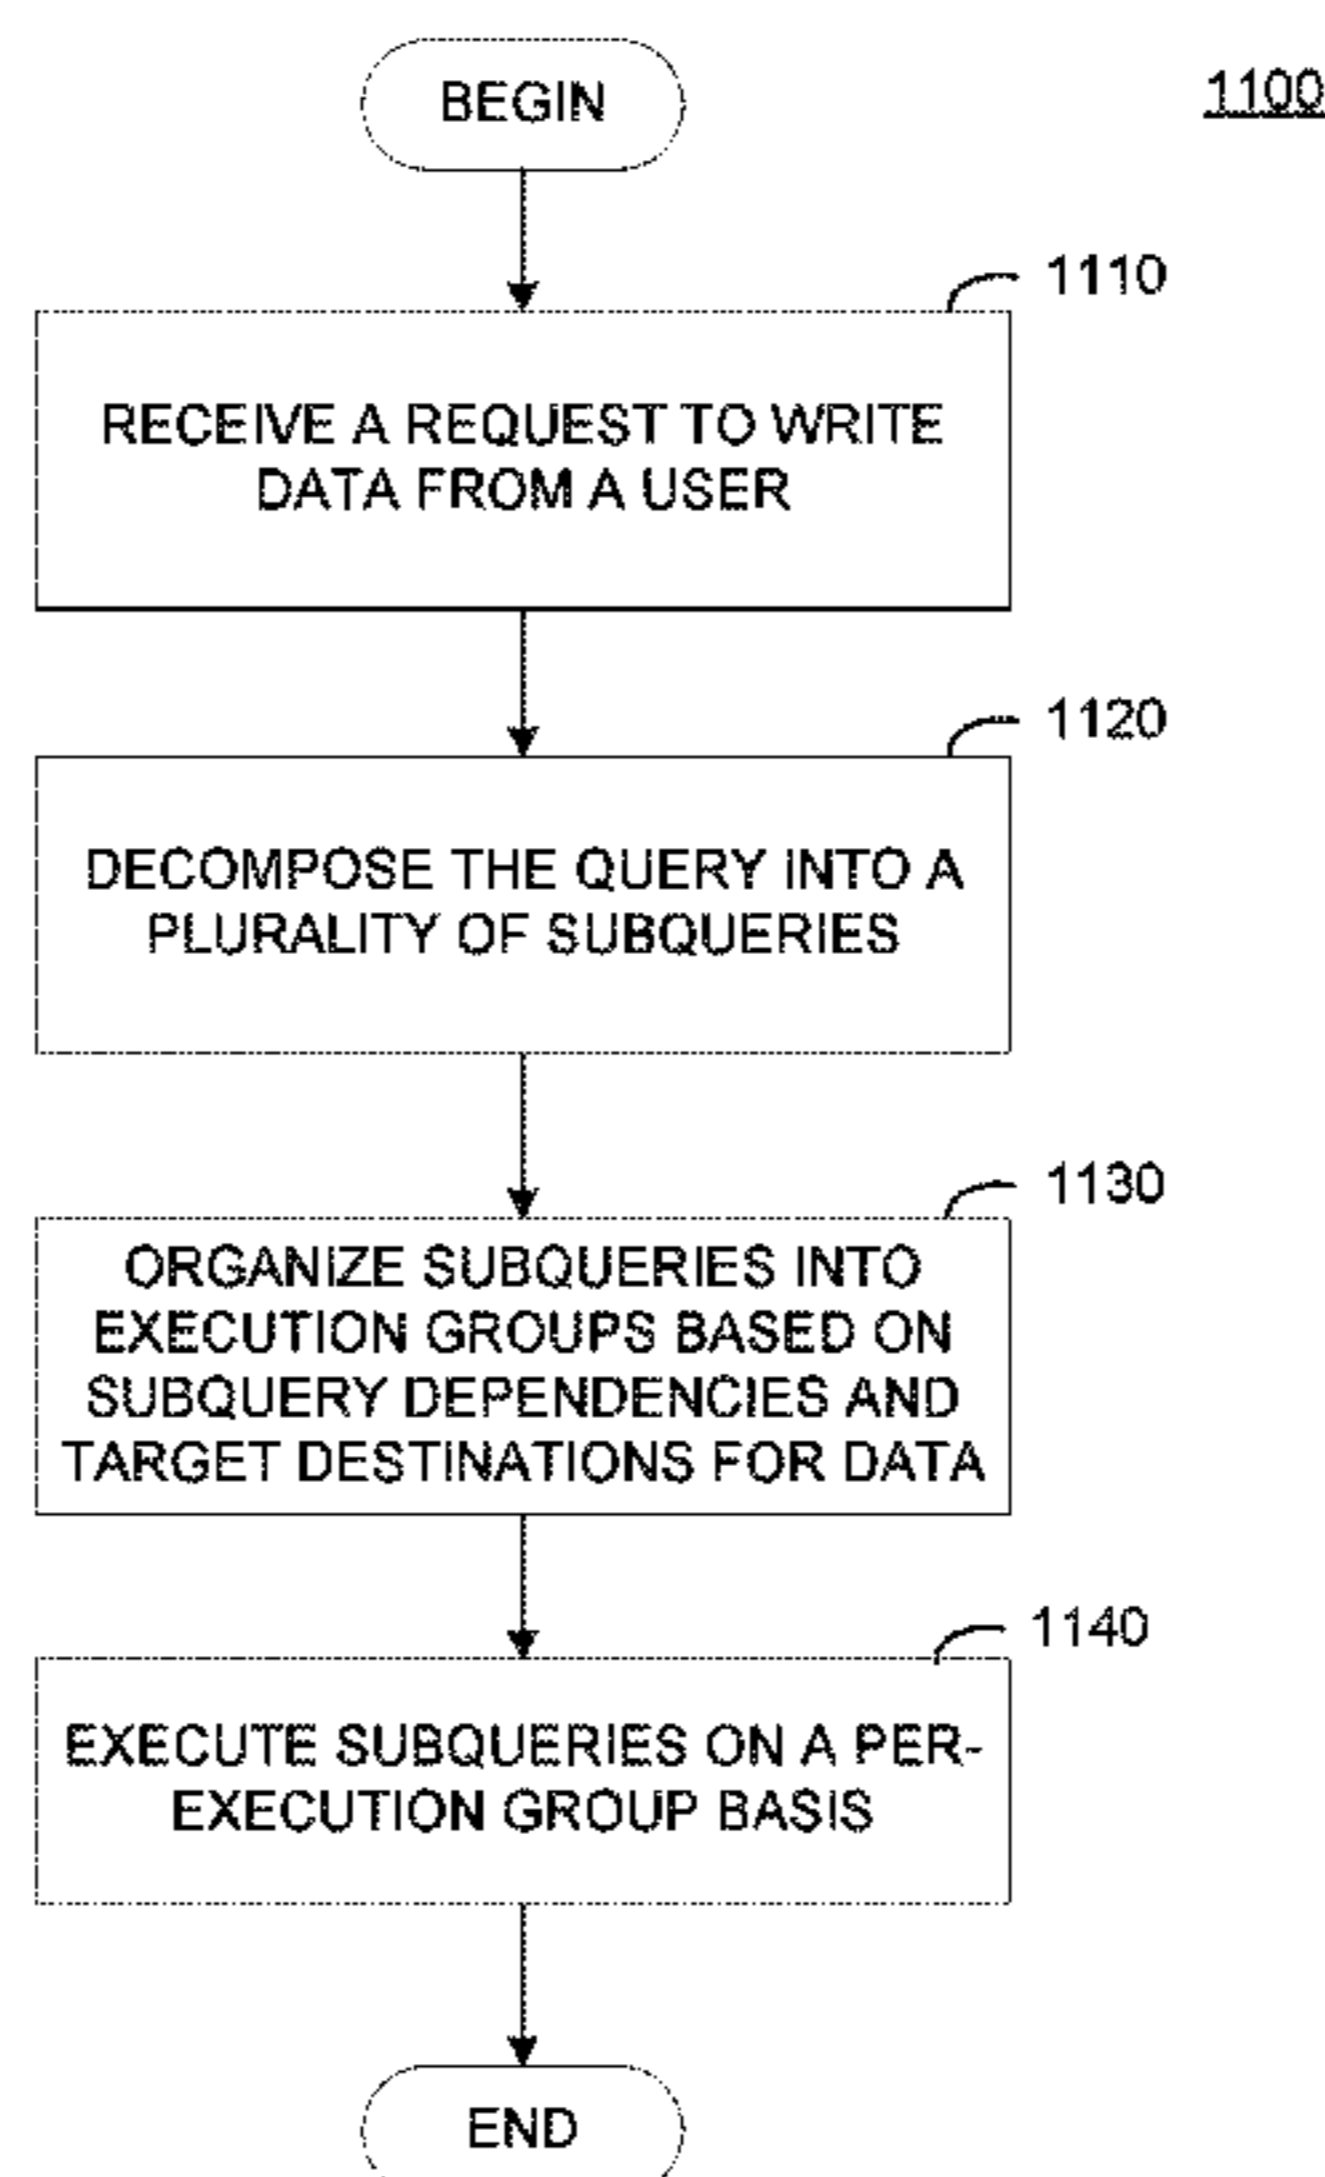 BEGIN
1100
1110
RECEIVE A REQUEST TO WRITE
DATA FROM A USER
1120
DECOMPOSE THE QUERY INTO A
PLURALITY OF SUBQUERIES
1130
ORGANIZE SUBQUERIES INTO
EXECUTION GROUPS BASED ON
SUBQUERY DEPENDENCIES AND
TARGET DESTINATIONS FOR DATA
1140
EXECUTE SUBQUERIES ON A PER-
EXECUTION GROUP BASIS
END